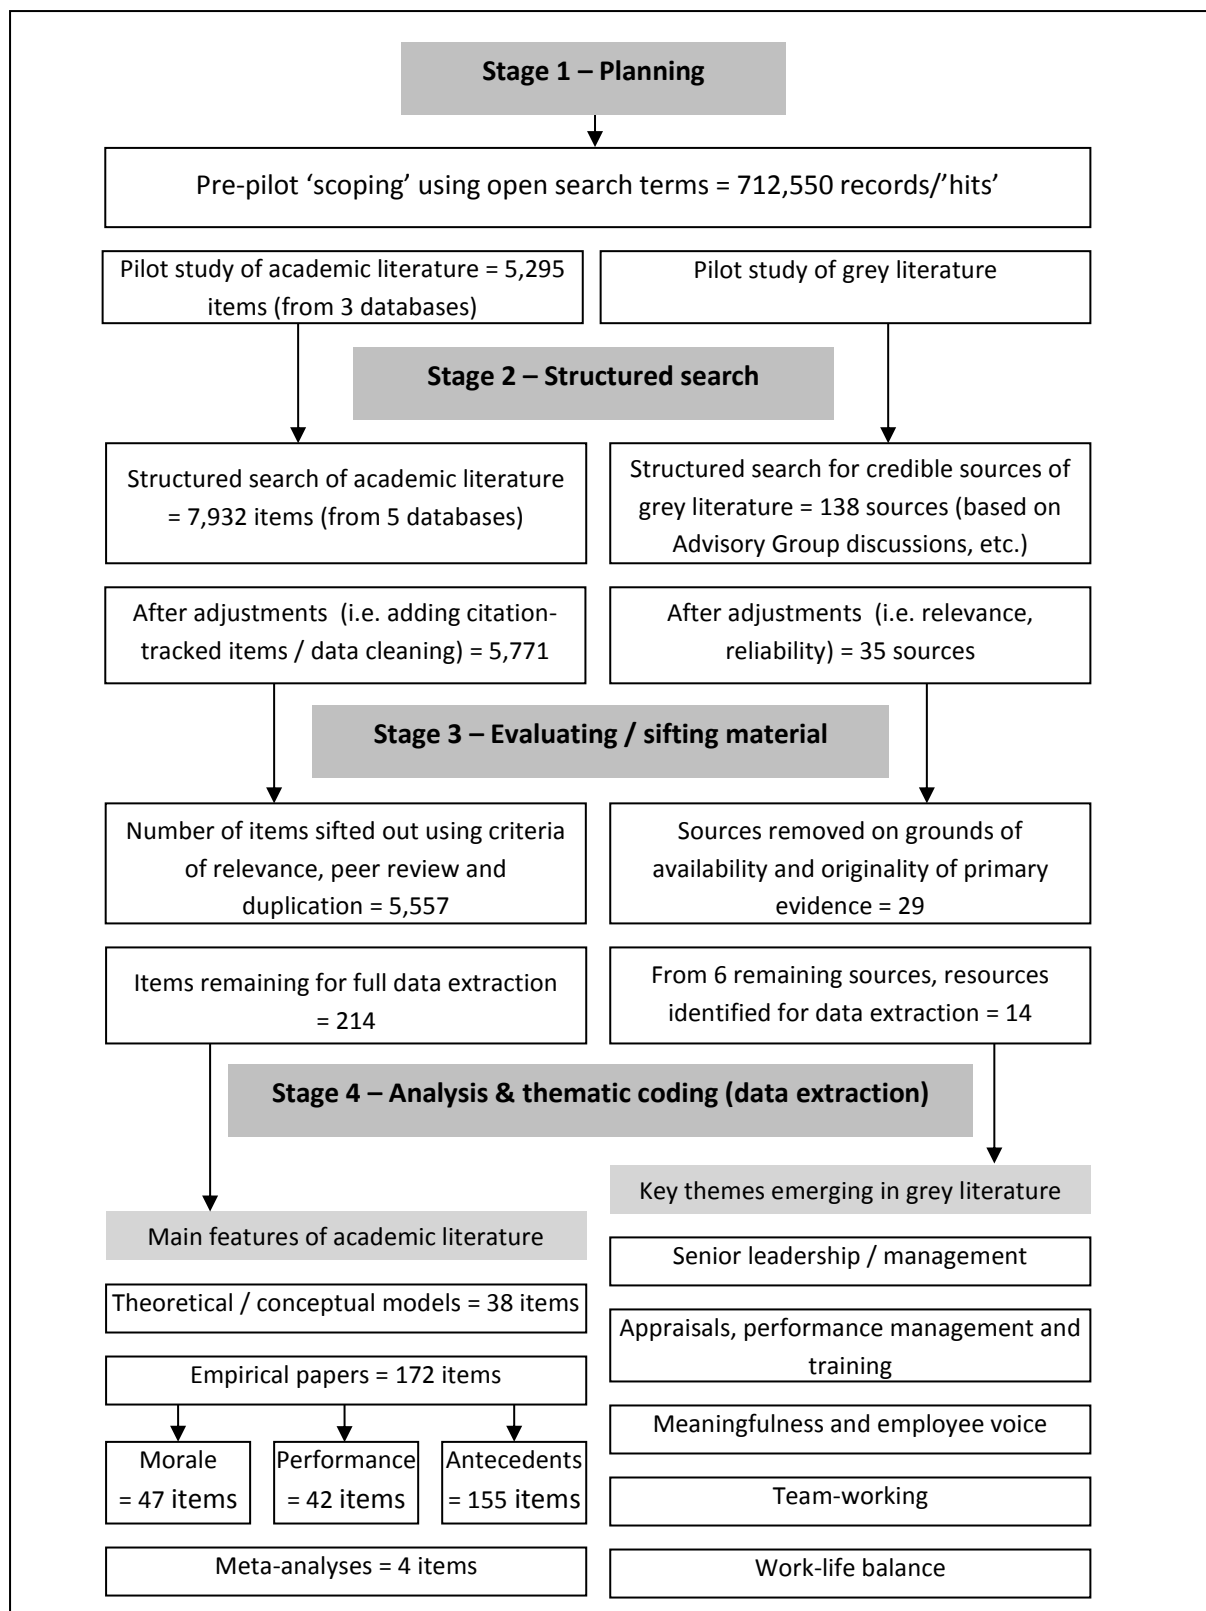 Stage 1 – Planning
Pre-pilot ‘scoping’ using open search terms = 712,550 records/’hits’
Pilot study of academic literature = 5,295
items (from 3 databases)
Pilot study of grey literature
Stage 2 – Structured search
Structured search of academic literature
= 7,932 items (from 5 databases)
Structured search for credible sources of
grey literature = 138 sources (based on
Advisory Group discussions, etc.)
After adjustments (i.e. adding citation-
tracked items / data cleaning) = 5,771
After adjustments (i.e. relevance,
reliability) = 35 sources
Stage 3 – Evaluating / sifting material
Number of items sifted out using criteria
of relevance, peer review and
duplication = 5,557
Sources removed on grounds of
availability and originality of primary
evidence = 29
Items remaining for full data extraction
= 214
From 6 remaining sources, resources
identified for data extraction = 14
Stage 4 – Analysis & thematic coding (data extraction)
Main features of academic literature
Theoretical / conceptual models = 38 items
Empirical papers = 172 items
Morale
= 47 items
Performance
= 42 items
Antecedents
= 155 items
Meta-analyses = 4 items
Key themes emerging in grey literature
Senior leadership / management
Appraisals, performance management and
training
Meaningfulness and employee voice
Team-working
Work-life balance